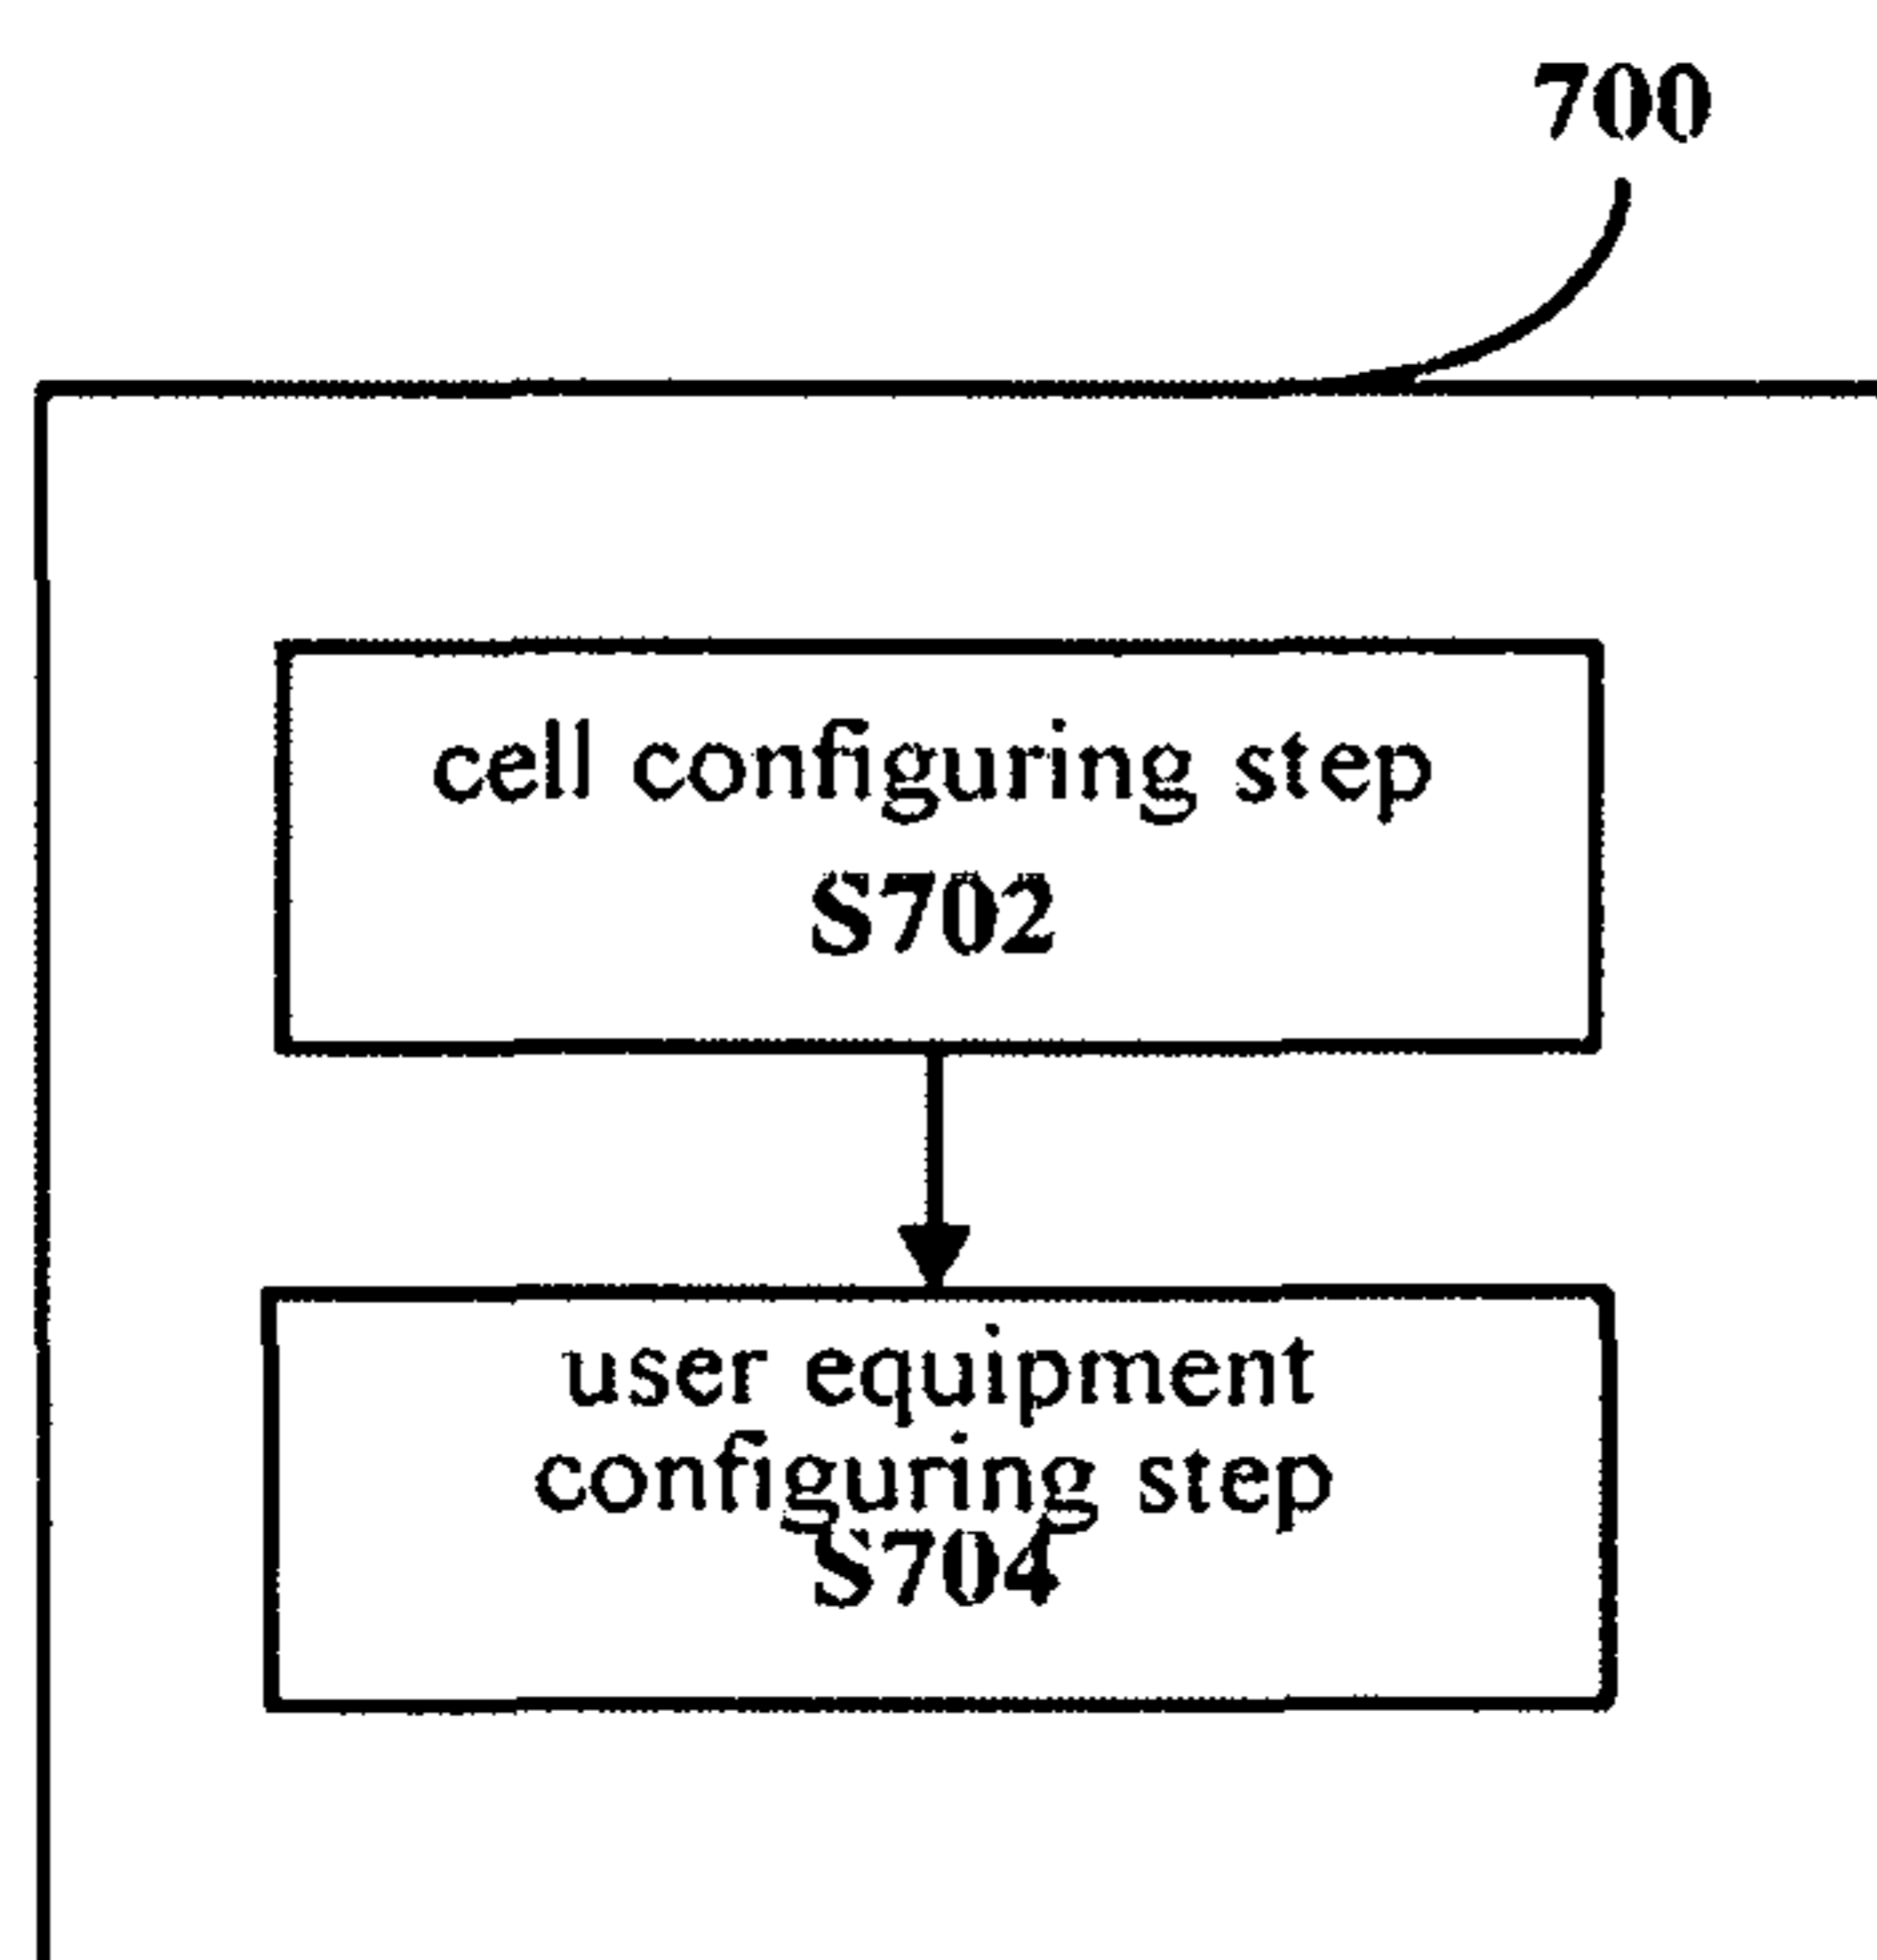 700
cell configuring step
S702
user equipment
configuring step
S704